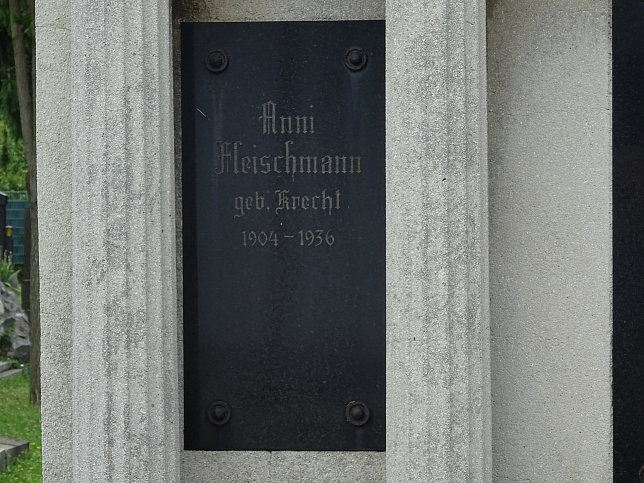 Anni
Fleischmann
geb. Krecht
1904 – 1936